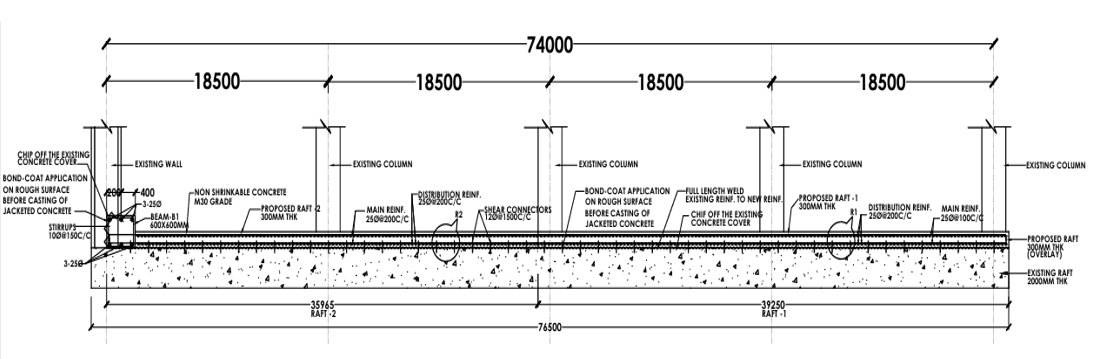 74000
18500
18500
18500
18500
CHIP OFF THE EXISTING
CONCRETE COVER
BOND-COAT APPLICATION
ON ROUGH SURFACE
BEFORE CASTING OF
JACKETED CONCRETE
EXISTING WALL
200
400
3-25Ø
BEAM-B1
600X600MM
STIRRUPS
10Ø@150C/C
3-25Ø
NON SHRINKABLE CONCRETE
M30 GRADE
PROPOSED RAFT -2
300MM THK
EXISTING COLUMN
MAIN REINF.
25Ø@200C/C
DISTRIBUTION REINF.
25Ø@200C/C
R2
SHEAR CONNECTORS
12Ø@1500C/C
EXISTING COLUMN
BOND-COAT APPLICATION
ON ROUGH SURFACE
BEFORE CASTING OF
JACKETED CONCRETE
FULL LENGTH WELD
EXISTING REINF. TO NEW REINF.
CHIF OFF THE EXISTING
CONCRETE COVER
EXISTING COLUMN
PROPOSED RAFT -1
300MM THK
R1
DISTRIBUTION REINF.
25Ø@200C/C
MAIN REINF.
25Ø@100C/C
EXISTING COLUMN
PROPOSED RAFT
300MM THK
(OVERLAY)
EXISTING RAFT
2000MM THK
35965
RAFT -2
39250
RAFT -1
76500